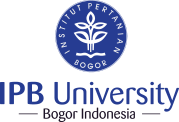 INSTITUT PERTANIAN
BOGOR
IPB University
Bogor Indonesia